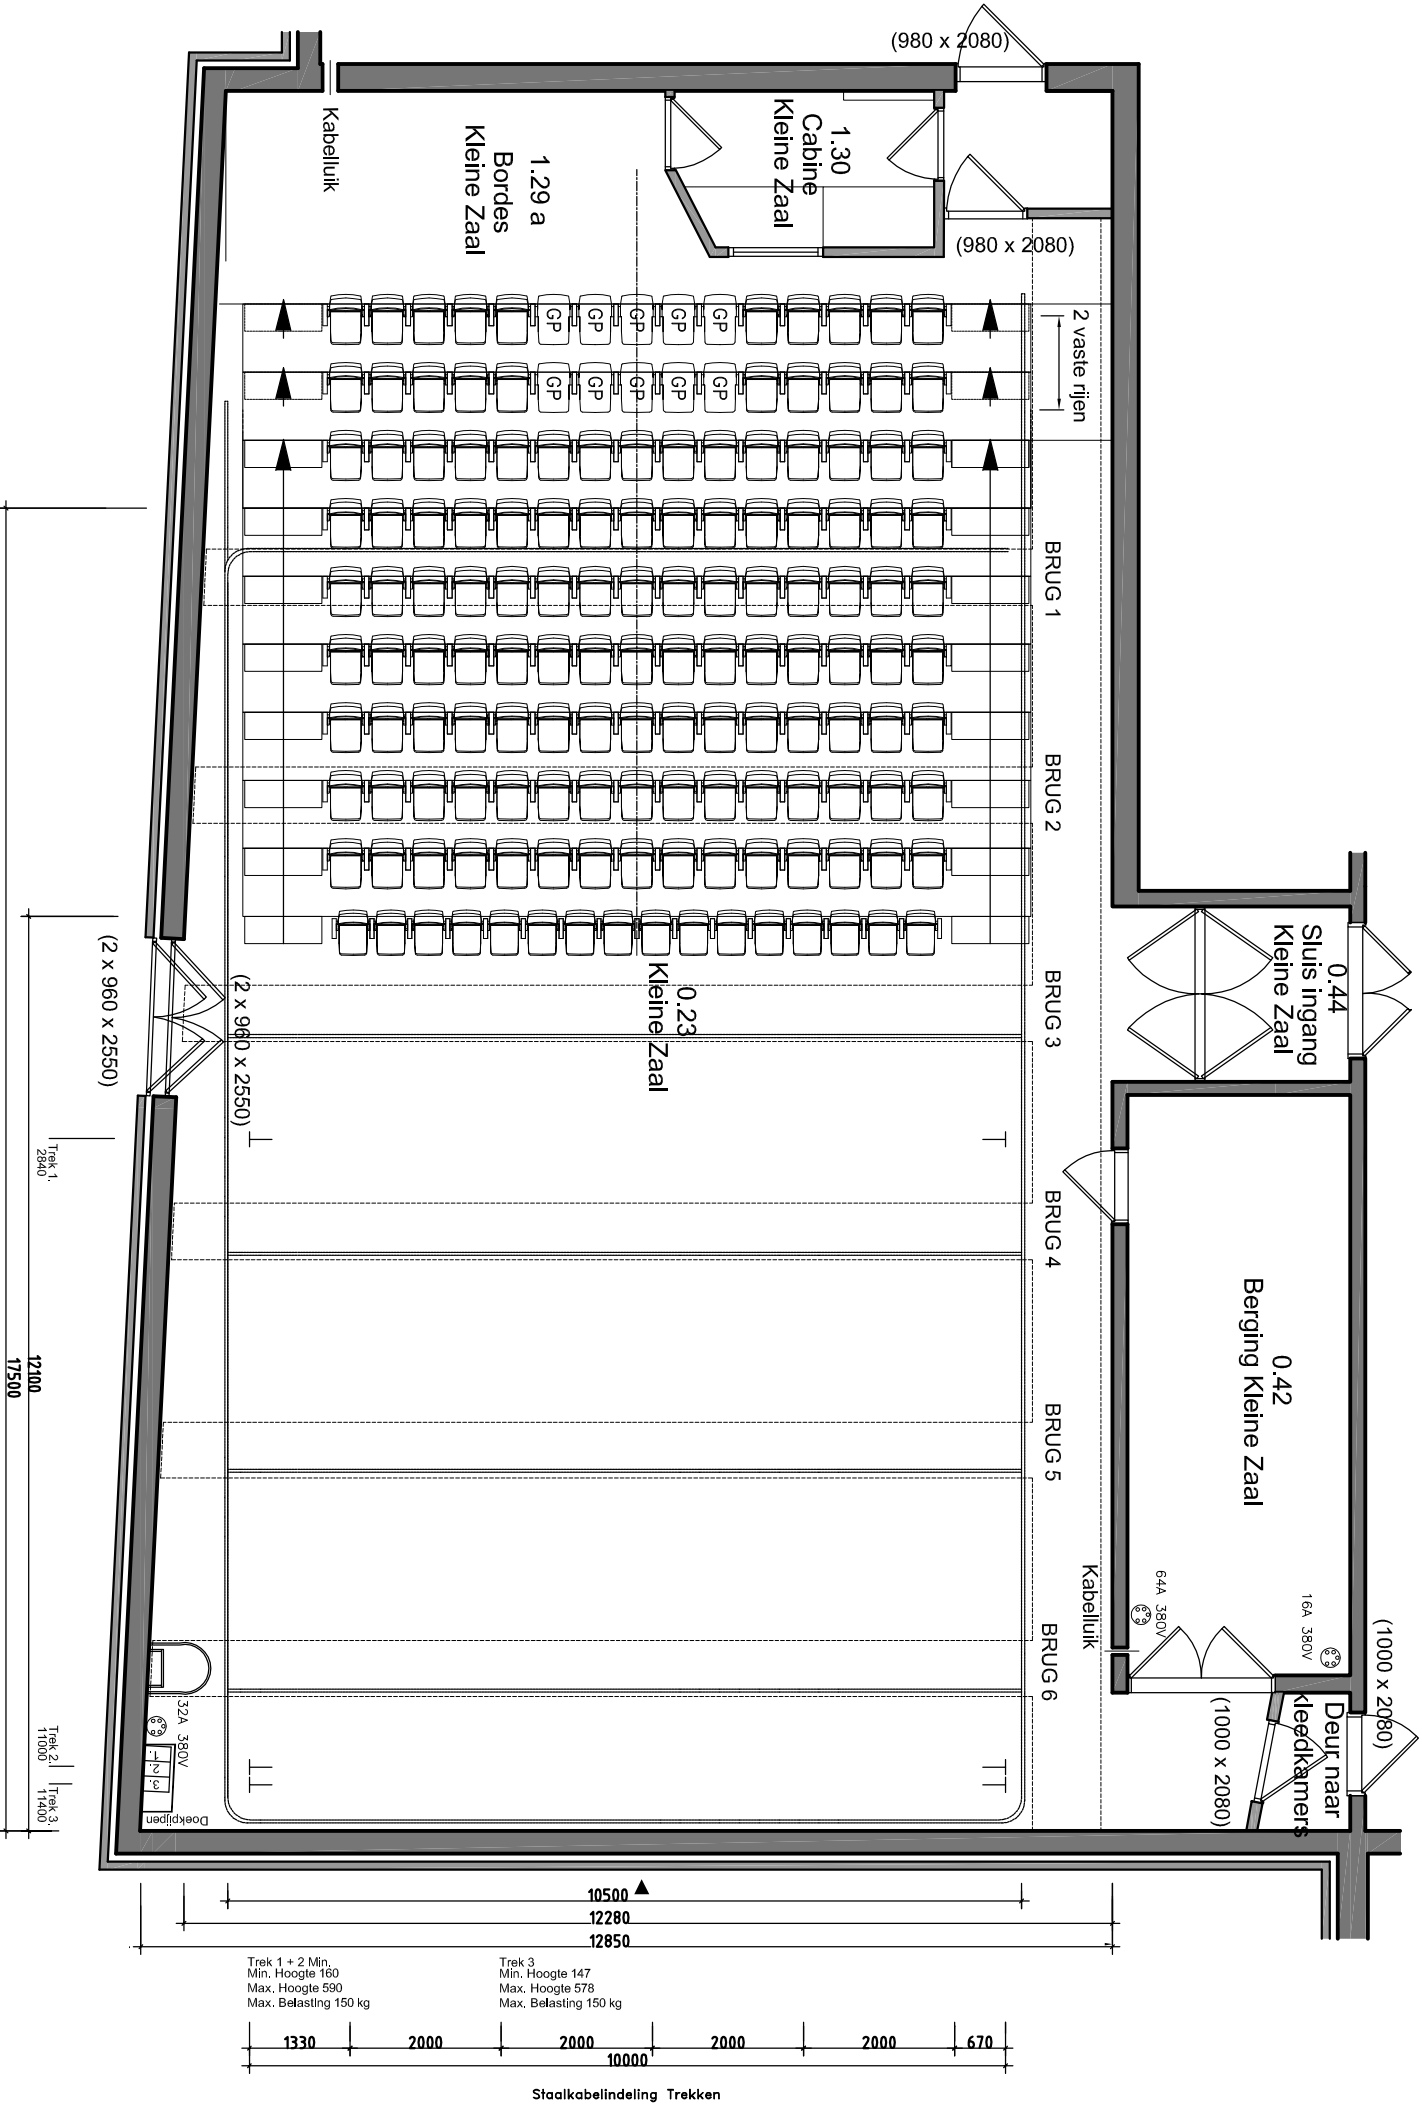 (980 x 2080)
Kabelluik
1.30
Cabine
Kleine Zaal
1.29 a
Bordes
Kleine Zaal
(980 x 2080)
2 vaste rijen
GP GP GP GP GP
GP GP GP GP GP
BRUG 1
BRUG 2
BRUG 3
BRUG 4
BRUG 5
BRUG 6
0.44
Sluis ingang
Kleine Zaal
0.23
Kleine Zaal
(2 x 960 x 2550)
(2 x 960 x 2550)
0.42
Berging Kleine Zaal
Kabelluik
64A 380V
16A 380V
(1000 x 2080)
(1000 x 2080)
Deur naar
kleedkamers
32A 380V
1.
2.
3.
Doekpijpen
Trek 1.
2840
12100
17500
Trek 2.
11000
Trek 3.
11400
10500
12280
12850
Trek 1 + 2 Min.
Min. Hoogte 160
Max. Hoogte 590
Max. Belasting 150 kg
Trek 3
Min. Hoogte 147
Max. Hoogte 578
Max. Belasting 150 kg
1330 2000 2000 2000 2000 670
10000
Staalkabelindeling Trekken